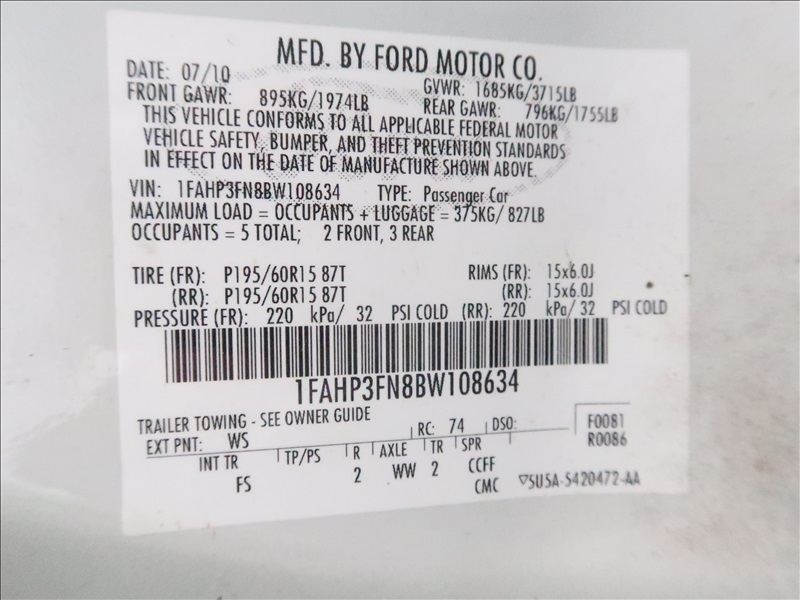 MFD. BY FORD MOTOR CO.
DATE: 07/10 GVWR: 1685KG/3715LB
FRONT GAWR: 895KG/1974LB REAR GAWR: 796KG/1755LB
THIS VEHICLE CONFORMS TO ALL APPLICABLE FEDERAL MOTOR
VEHICLE SAFETY, BUMPER, AND THEFT PREVENTION STANDARDS
IN EFFECT ON THE DATE OF MANUFACTURE SHOWN ABOVE.
VIN: 1FAHP3FN8BW108634 TYPE: Passenger Car
MAXIMUM LOAD = OCCUPANTS + LUGGAGE = 375KG/ 827LB
OCCUPANTS = 5 TOTAL; 2 FRONT, 3 REAR
TIRE (FR): P195/60R15 87T RIMS (FR): 15x6.0J
(RR): P195/60R15 87T (RR): 15x6.0J
PRESSURE (FR): 220 kPa/ 32 PSI COLD (RR): 220 kPa/ 32 PSI COLD
1FAHP3FN8BW108634
TRAILER TOWING - SEE OWNER GUIDE
EXT PNT: WS RC: 74 DSO: F0081
R0086
INT TR TP/PS R AXLE TR SPR
FS 2 WW 2 CCFF
CMC ▽5U5A-5420472-AA